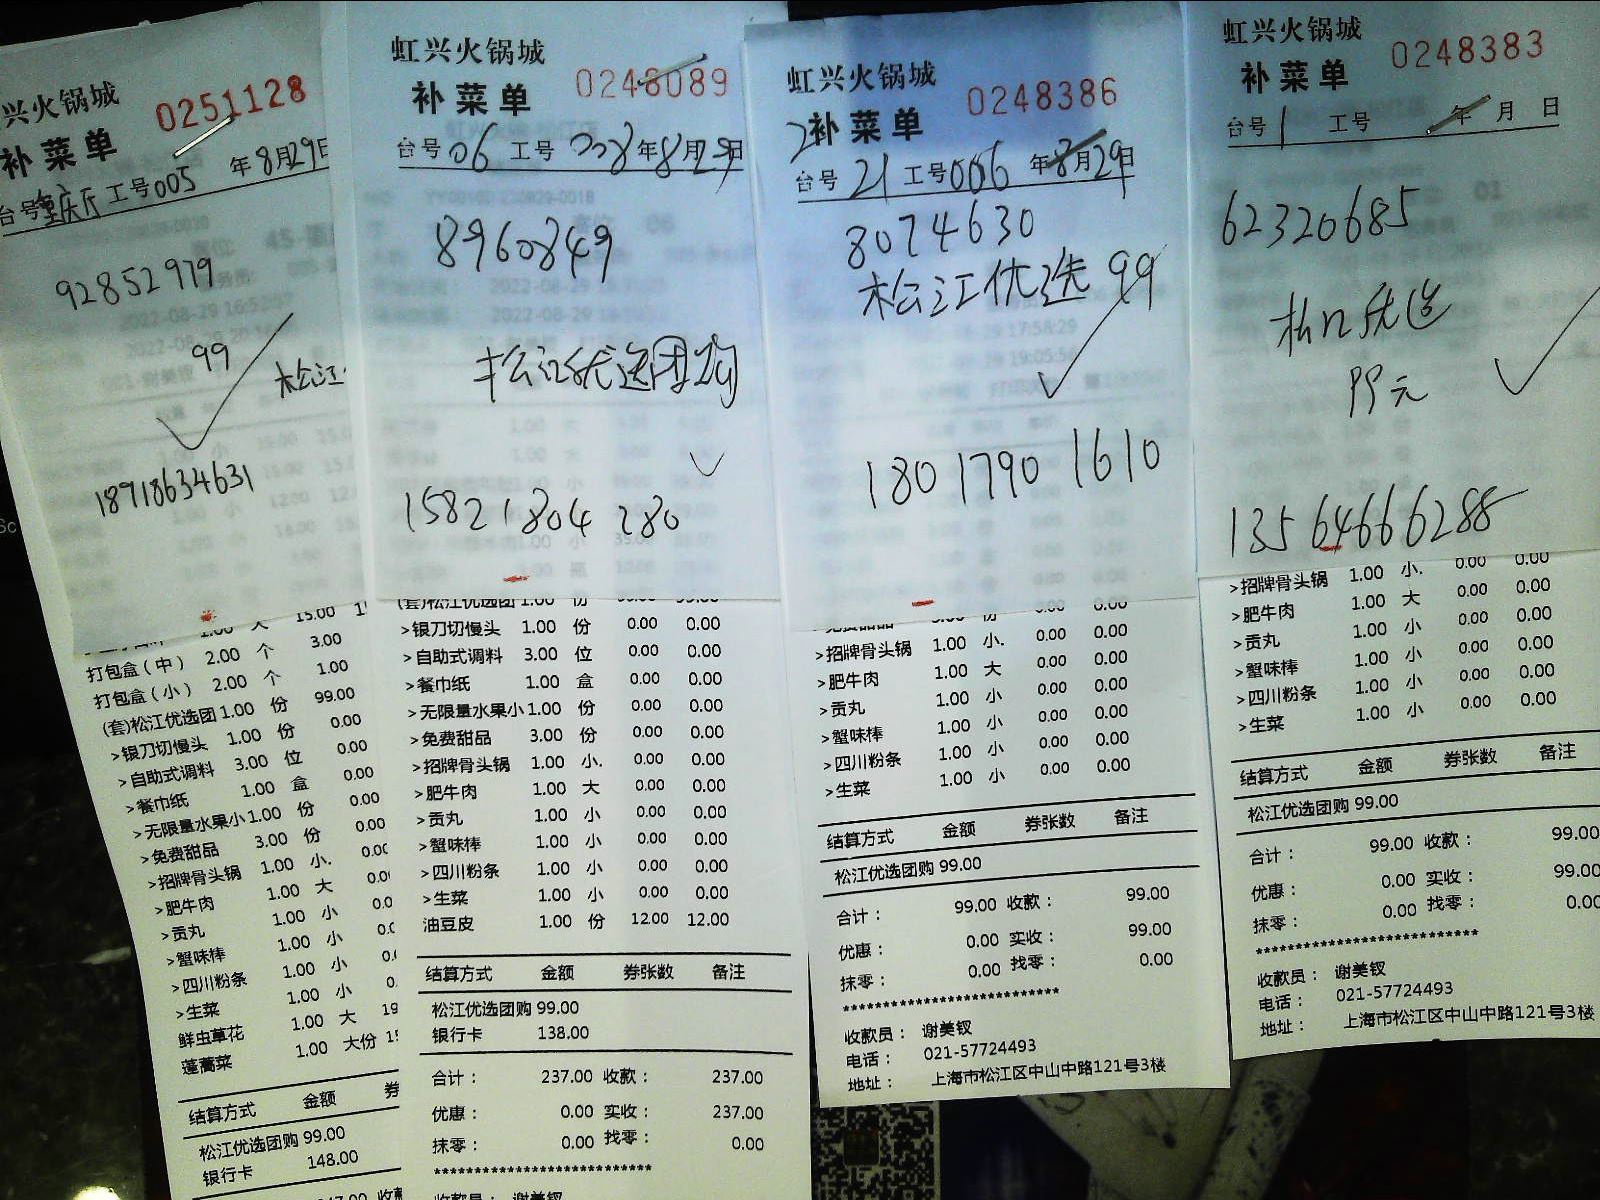 兴火锅城
补菜单 0251128
台号重庆厅 工号005 年8月29日
92852979
99
松江
18918634631
打包盒（中） 2.00 个 3.00
打包盒（小） 2.00 个 1.00
(套)松江优选团 1.00 份 99.00
>银刀切馒头 1.00 份 0.00
>自助式调料 3.00 位 0.00
>餐巾纸 1.00 盒 0.00
>无限量水果小 1.00 份 0.00
>免费甜品 3.00 份 0.00
>招牌骨头锅 1.00 小.
>肥牛肉 1.00 大
>贡丸 1.00 小
>蟹味棒 1.00 小
>四川粉条 1.00 小
>生菜 1.00 小
鲜虫草花 1.00 大
蓬蒿菜 1.00 大份
结算方式 金额 券
松江优选团购 99.00
银行卡 148.00
虹兴火锅城
补菜单 0248089
台号06 工号008 年8月29日
8960849
松江优选团购
15821804280
(套)松江优选团 1.00 份
>银刀切馒头 1.00 份 0.00 0.00
>自助式调料 3.00 位 0.00 0.00
>餐巾纸 1.00 盒 0.00 0.00
>无限量水果小 1.00 份 0.00 0.00
>免费甜品 3.00 份 0.00 0.00
>招牌骨头锅 1.00 小. 0.00 0.00
>肥牛肉 1.00 大 0.00 0.00
>贡丸 1.00 小 0.00 0.00
>蟹味棒 1.00 小 0.00 0.00
>四川粉条 1.00 小 0.00 0.00
>生菜 1.00 小 0.00 0.00
油豆皮 1.00 份 12.00 12.00
结算方式 金额 券张数 备注
松江优选团购 99.00
银行卡 138.00
合计： 237.00 收款： 237.00
优惠： 0.00 实收： 237.00
抹零： 0.00 找零： 0.00
***************************
收款员： 谢美钗
虹兴火锅城
补菜单 0248386
台号21 工号006 年8月29日
8074630
松江优选 99
18017901610
>招牌骨头锅 1.00 小. 0.00 0.00
>肥牛肉 1.00 大 0.00 0.00
>贡丸 1.00 小 0.00 0.00
>蟹味棒 1.00 小 0.00 0.00
>四川粉条 1.00 小 0.00 0.00
>生菜 1.00 小 0.00 0.00
结算方式 金额 券张数 备注
松江优选团购 99.00
合计： 99.00 收款： 99.00
优惠： 0.00 实收： 99.00
抹零： 0.00 找零： 0.00
***************************
收款员： 谢美钗
电话： 021-57724493
地址： 上海市松江区中山中路121号3楼
虹兴火锅城
补菜单 0248383
台号1 工号 年 月 日
62320685
松江优选
99元
13564666288
>招牌骨头锅 1.00 小. 0.00 0.00
>肥牛肉 1.00 大 0.00 0.00
>贡丸 1.00 小 0.00 0.00
>蟹味棒 1.00 小 0.00 0.00
>四川粉条 1.00 小 0.00 0.00
>生菜 1.00 小 0.00 0.00
结算方式 金额 券张数 备注
松江优选团购 99.00
合计： 99.00 收款： 99.00
优惠： 0.00 实收： 99.00
抹零： 0.00 找零： 0.00
***************************
收款员： 谢美钗
电话： 021-57724493
地址： 上海市松江区中山中路121号3楼